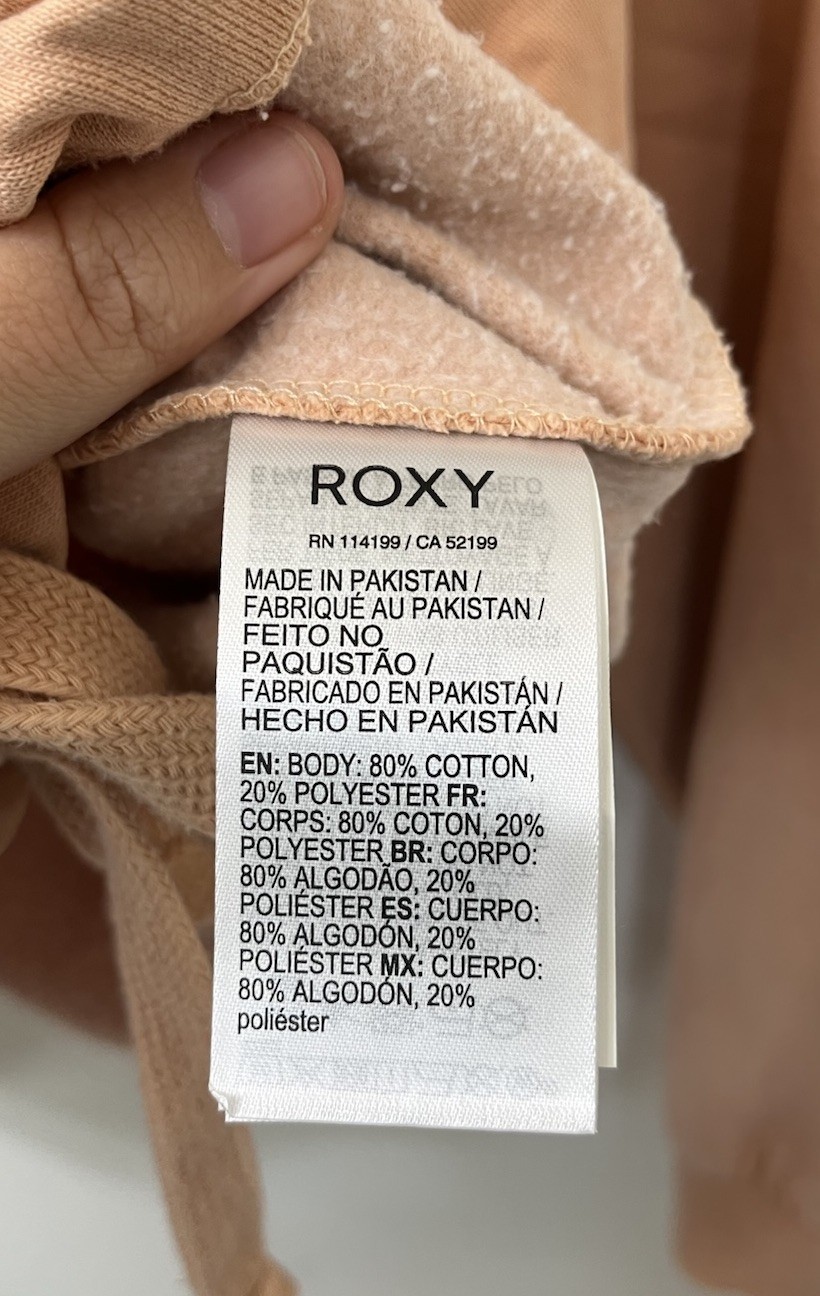 ROXY
RN 114199 / CA 52199
MADE IN PAKISTAN /
FABRIQUÉ AU PAKISTAN /
FEITO NO
PAQUISTÃO /
FABRICADO EN PAKISTÁN /
HECHO EN PAKISTÁN
EN: BODY: 80% COTTON,
20% POLYESTER FR:
CORPS: 80% COTON, 20%
POLYESTER BR: CORPO:
80% ALGODÃO, 20%
POLIÉSTER ES: CUERPO:
80% ALGODÓN, 20%
POLIÉSTER MX: CUERPO:
80% ALGODÓN, 20%
poliéster